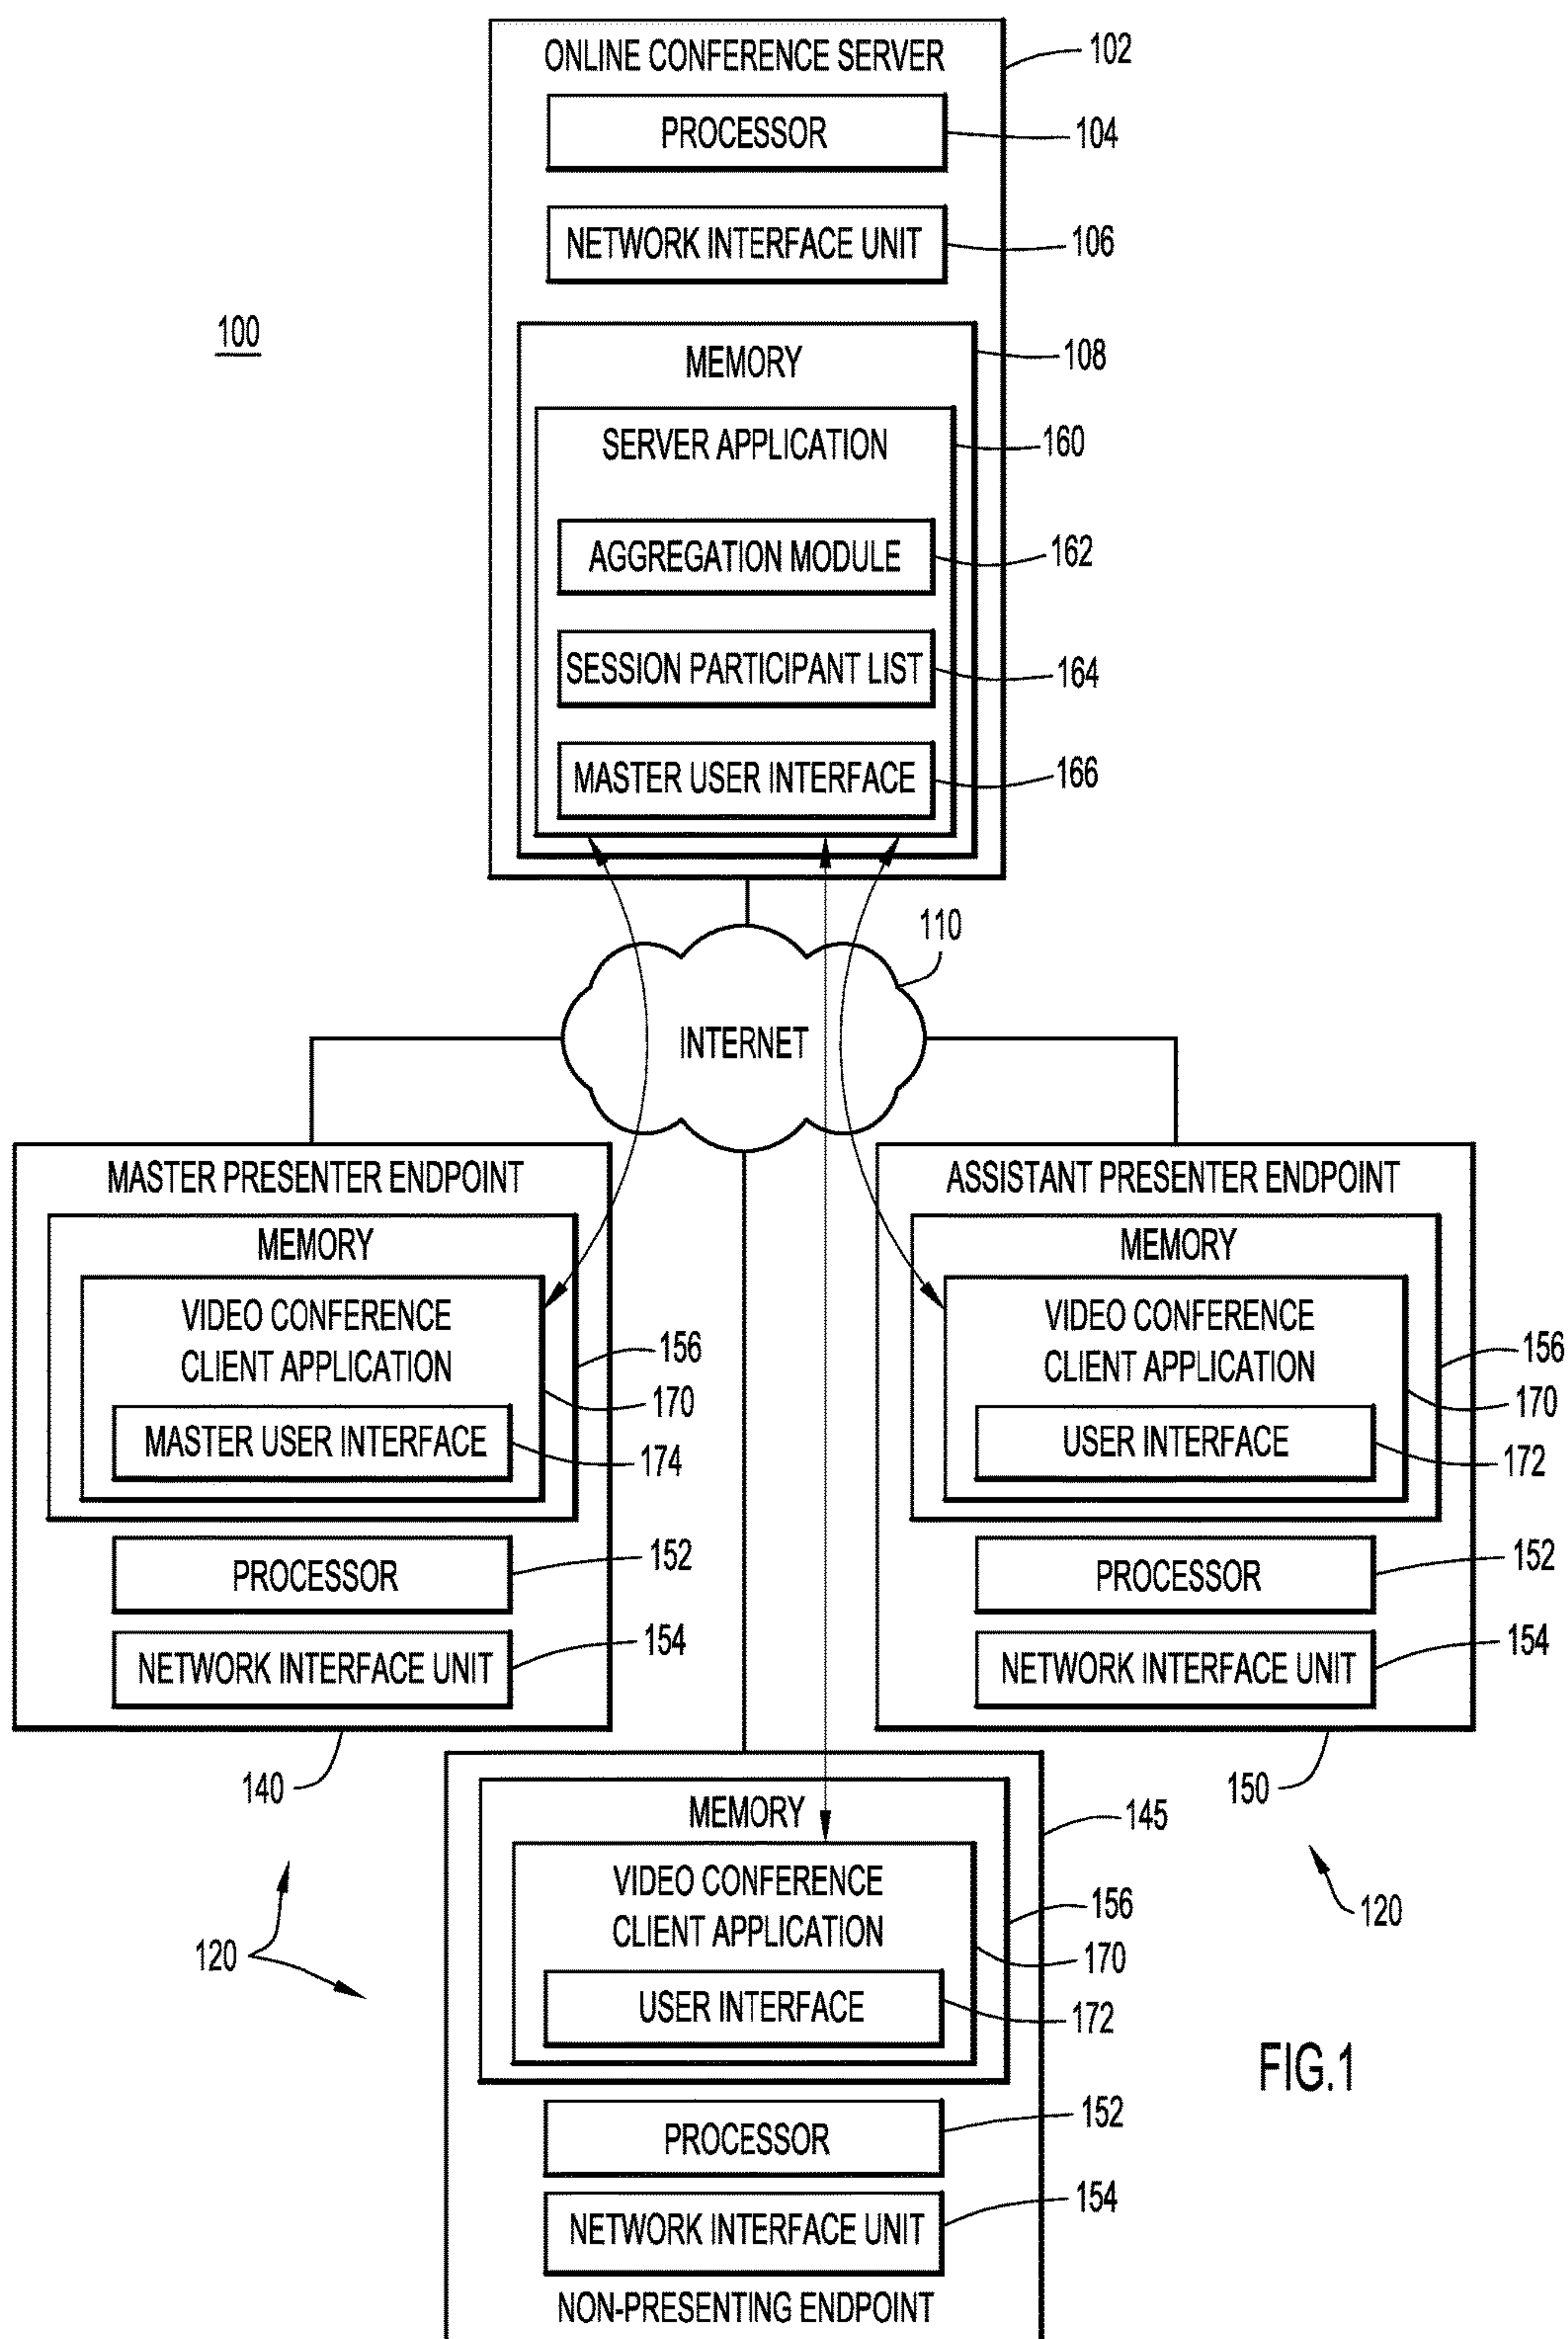 ONLINE CONFERENCE SERVER
102
PROCESSOR
104
NETWORK INTERFACE UNIT
106
100
MEMORY
108
SERVER APPLICATION
160
AGGREGATION MODULE
162
SESSION PARTICIPANT LIST
164
MASTER USER INTERFACE
166
110
INTERNET
MASTER PRESENTER ENDPOINT
MEMORY
VIDEO CONFERENCE
CLIENT APPLICATION
156
170
MASTER USER INTERFACE
174
PROCESSOR
152
NETWORK INTERFACE UNIT
154
140
ASSISTANT PRESENTER ENDPOINT
MEMORY
VIDEO CONFERENCE
CLIENT APPLICATION
156
170
USER INTERFACE
172
PROCESSOR
152
NETWORK INTERFACE UNIT
154
150
MEMORY
145
VIDEO CONFERENCE
CLIENT APPLICATION
156
170
USER INTERFACE
172
PROCESSOR
152
NETWORK INTERFACE UNIT
154
NON-PRESENTING ENDPOINT
120
120
FIG.1